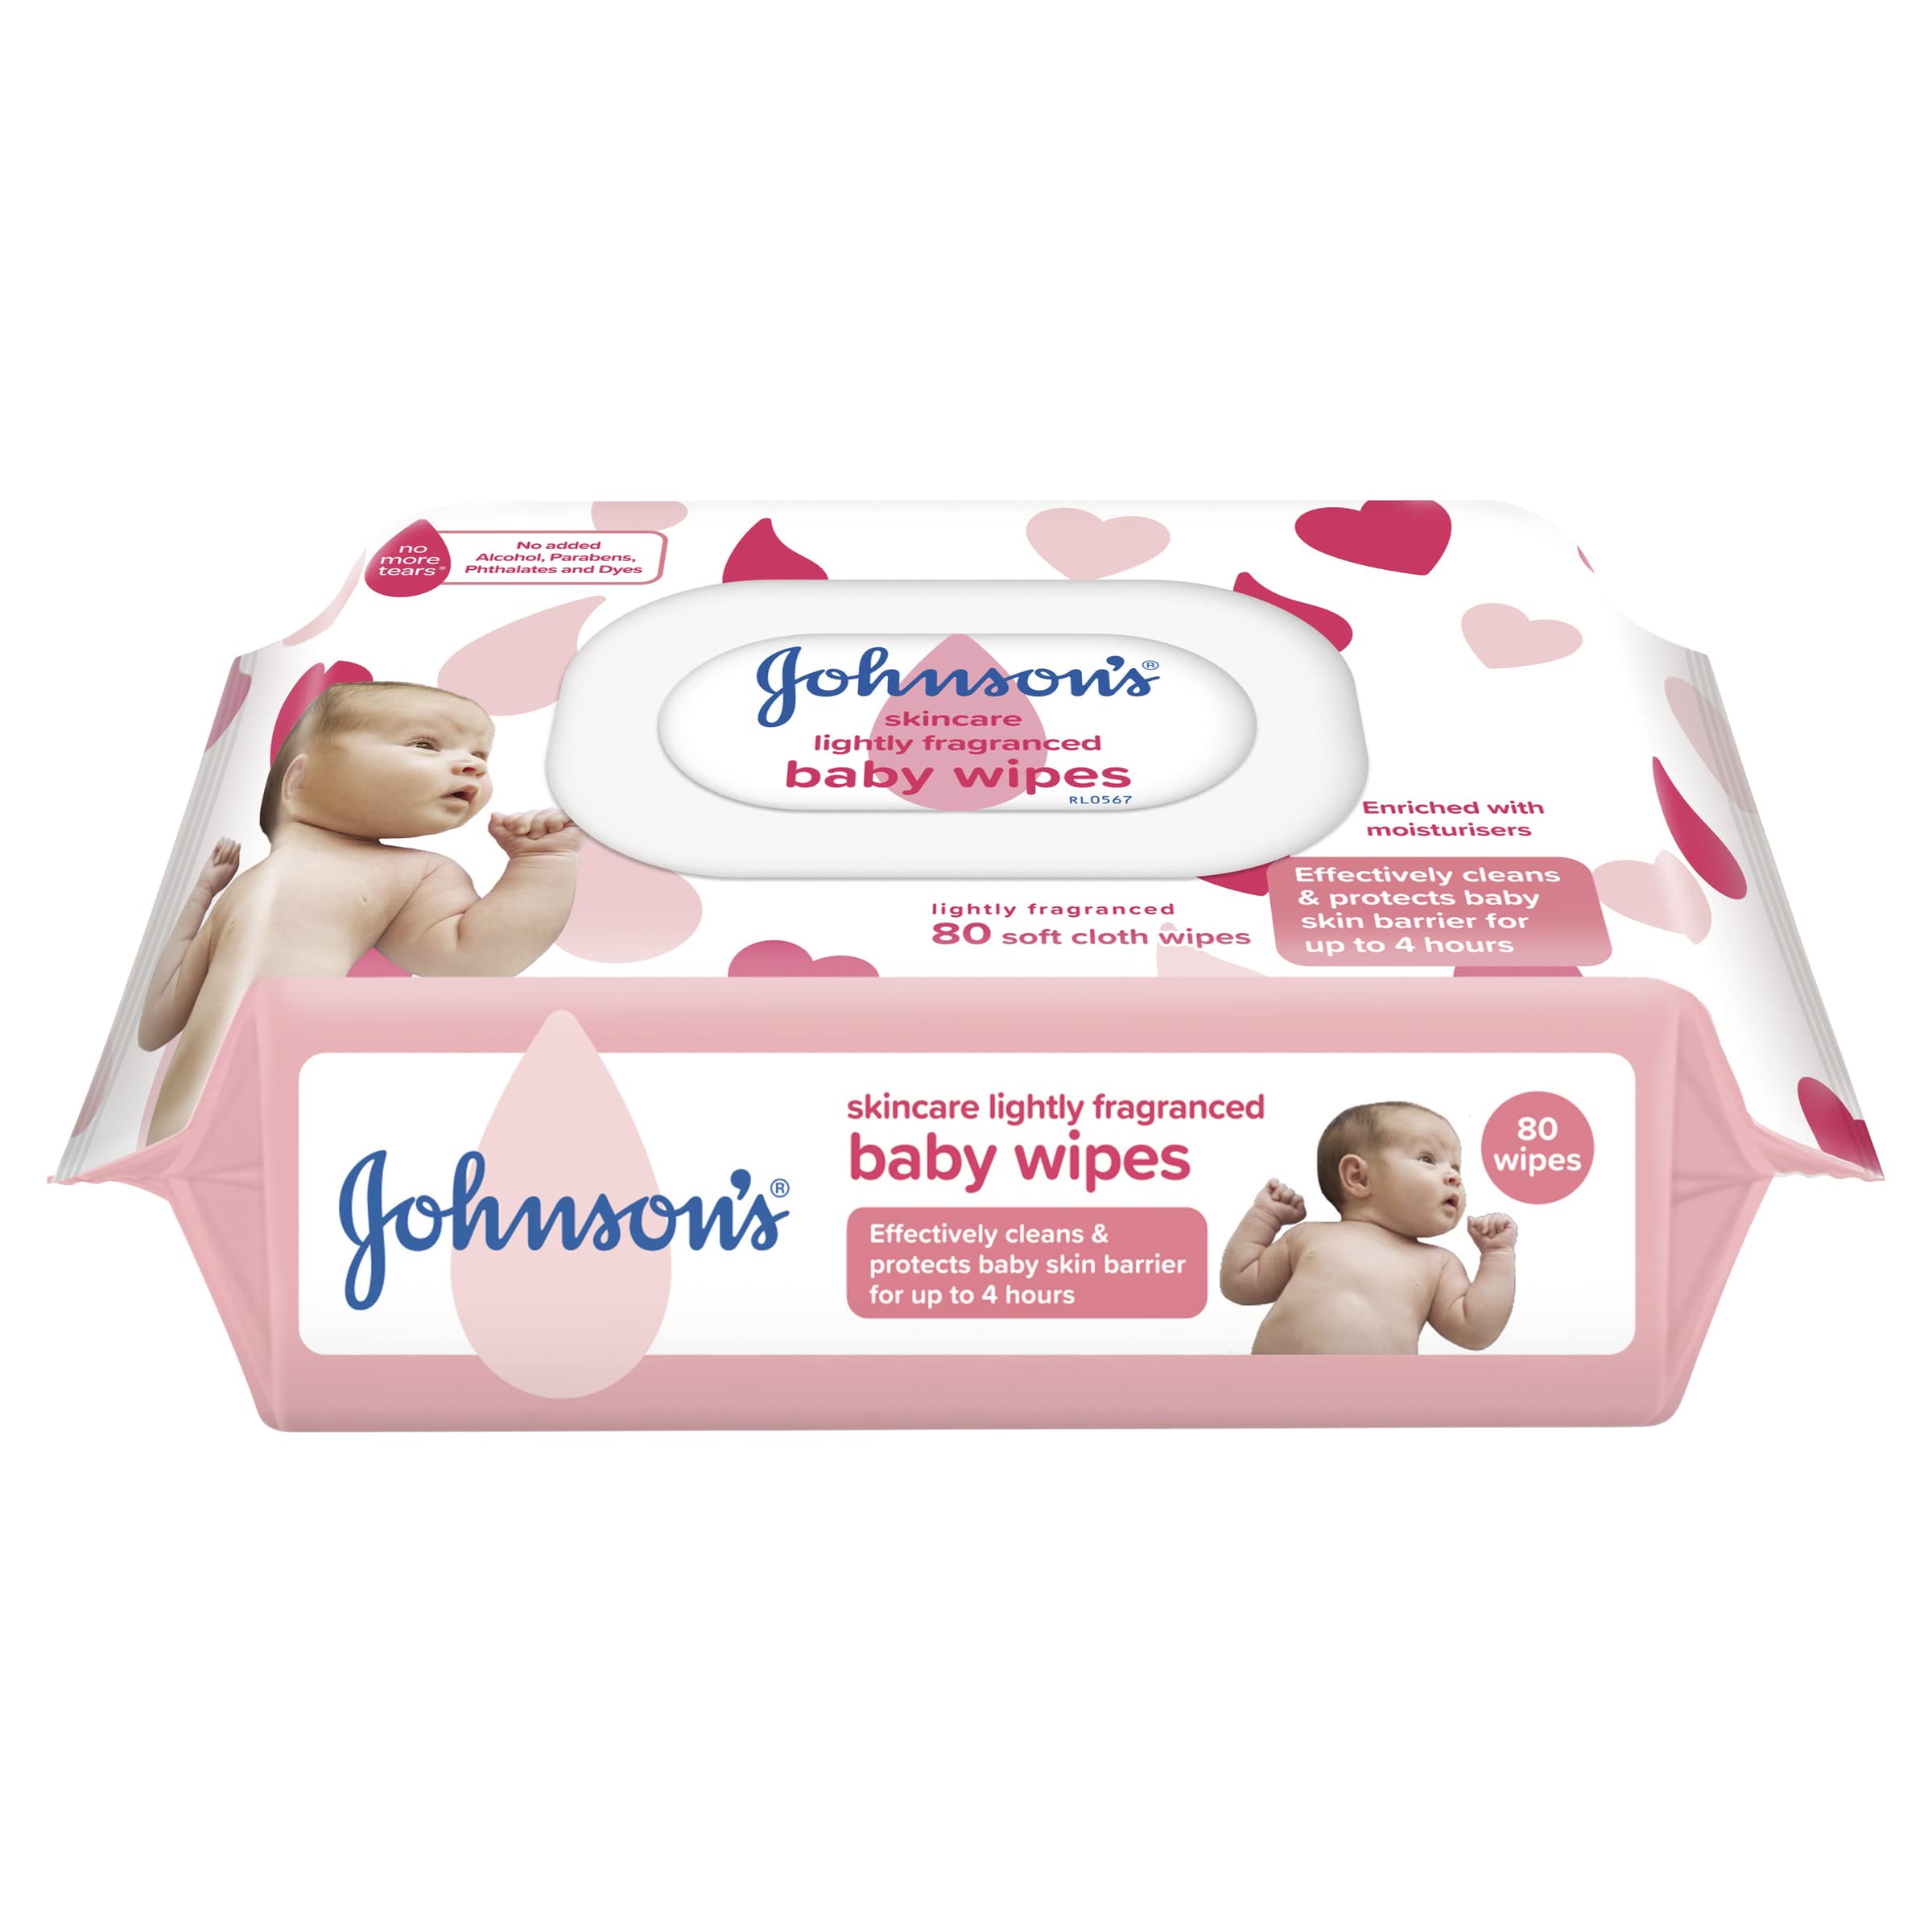 no
more
tears®
No added
Alcohol, Parabens,
Phthalates and Dyes
Johnson's®
skincare
lightly fragranced
baby wipes
RL0567
Enriched with
moisturisers
Effectively cleans
& protects baby
skin barrier for
up to 4 hours
lightly fragranced
80 soft cloth wipes
Johnson's®
skincare lightly fragranced
baby wipes
Effectively cleans &
protects baby skin barrier
for up to 4 hours
80
wipes